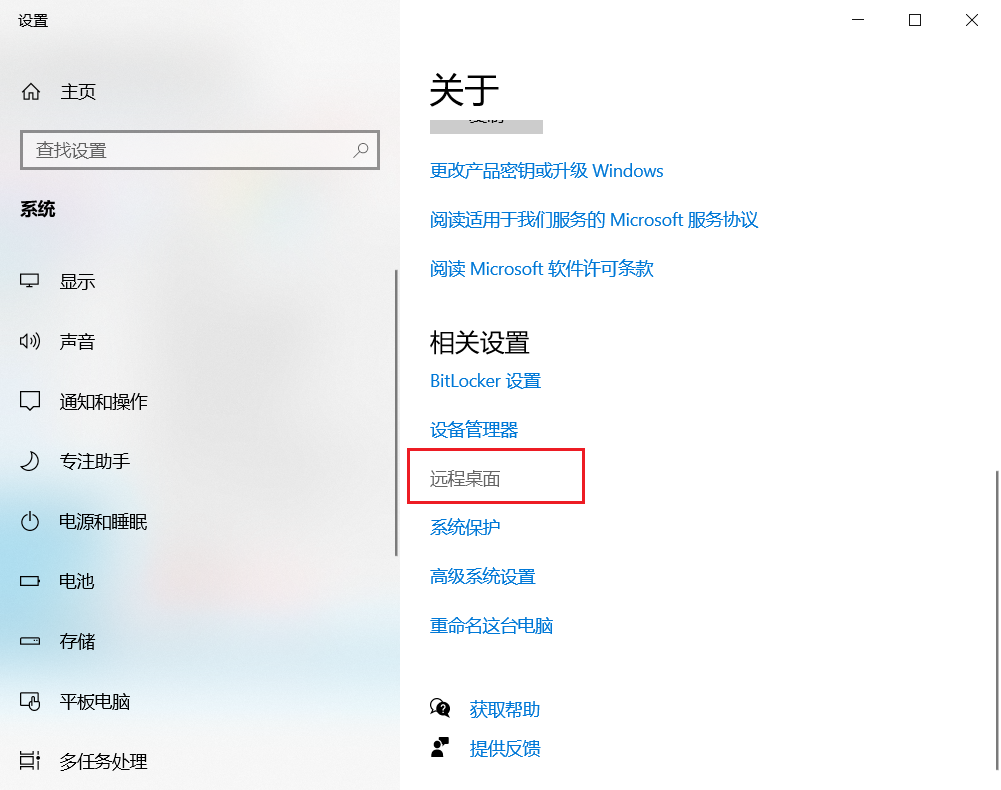 设置
主页
查找设置
系统
显示
声音
通知和操作
专注助手
电源和睡眠
电池
存储
平板电脑
多任务处理
关于
更改产品密钥或升级 Windows
阅读适用于我们服务的 Microsoft 服务协议
阅读 Microsoft 软件许可条款
相关设置
BitLocker 设置
设备管理器
远程桌面
系统保护
高级系统设置
重命名这台电脑
获取帮助
提供反馈